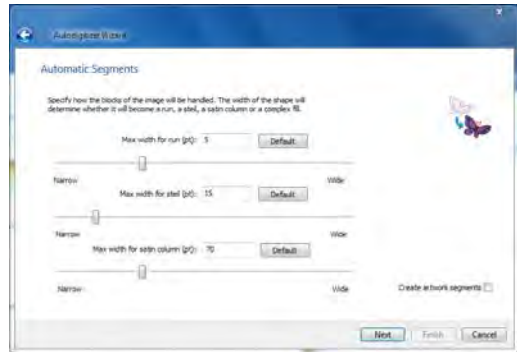 Autodigitizer Wizard
Automatic Segments
Specify how the blocks of the image will be handled. The width of the shape will
determine whether it will become a run, a steil, a satin column or a complex fill.
Max width for run (pt): 5 Default
Narrow Wide
Max width for steil (pt): 15 Default
Narrow Wide
Max width for satin column (pt): 70 Default
Narrow Wide
Create artwork segments
Next Finish Cancel